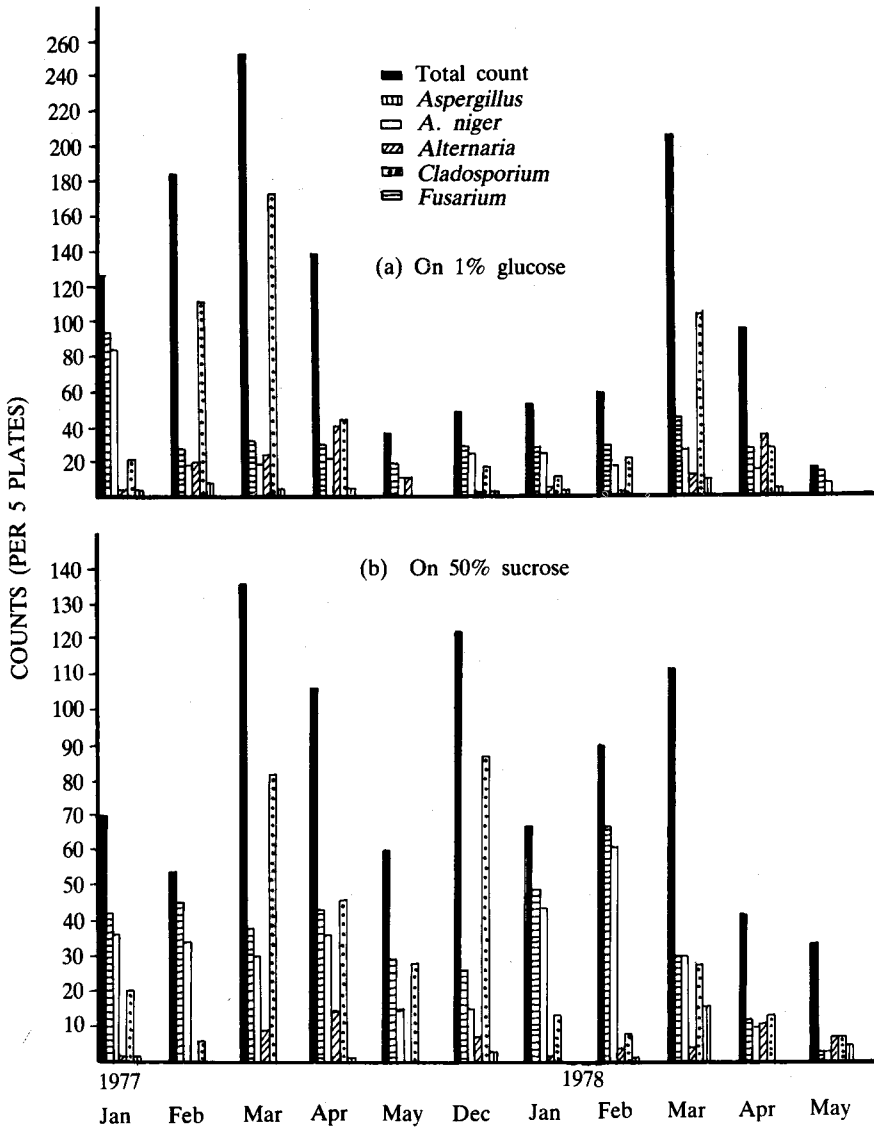 COUNTS (PER 5 PLATES)
260
240
220
200
180
160
140
120
100
80
60
40
20
Total count
Aspergillus
A. niger
Alternaria
Cladosporium
Fusarium
(a) On 1% glucose
(b) On 50% sucrose
140
130
120
110
100
90
80
70
60
50
40
30
20
10
1977 1978
Jan Feb Mar Apr May Dec Jan Feb Mar Apr May